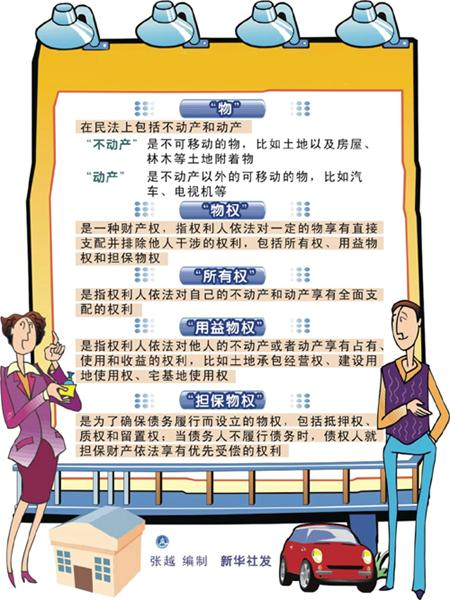 “物”
在民法上包括不动产和动产
“不动产” 是不可移动的物，比如土地以及房屋、
林木等土地附着物
“动产” 是不动产以外的可移动的物，比如汽
车、电视机等
“物权”
是一种财产权，指权利人依法对一定的物享有直接
支配并排除他人干涉的权利，包括所有权、用益物
权和担保物权
“所有权”
是指权利人依法对自己的不动产和动产享有全面支
配的权利
“用益物权”
是指权利人依法对他人的不动产或者动产享有占有、
使用和收益的权利，比如土地承包经营权、建设用
地使用权、宅基地使用权
“担保物权”
是为了确保债务履行而设立的物权，包括抵押权、
质权和留置权；当债务人不履行债务时，债权人就
担保财产依法享有优先受偿的权利
张越 编制 新华社发